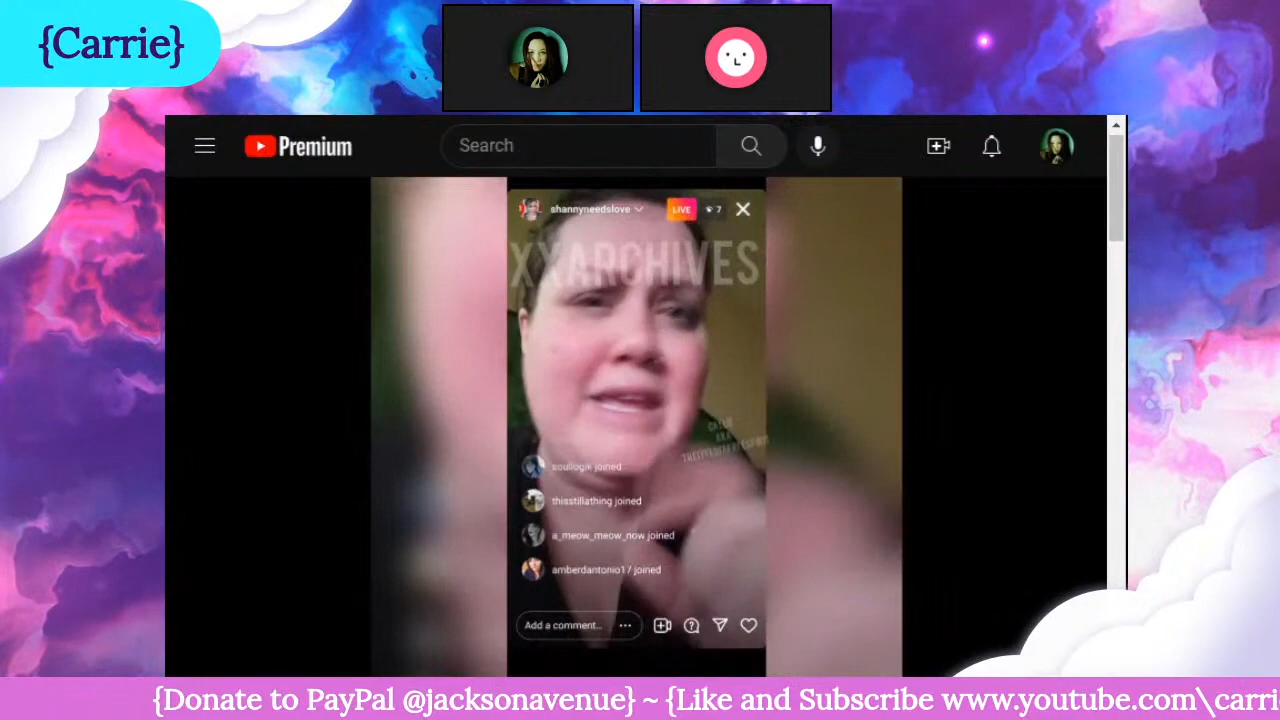 {Carrie}
Premium
Search
shannyneedslove
LIVE
7
XXARCHIVES
soullogik joined
thisstillathing joined
a_meow_meow_now joined
amberdantonio17 joined
Add a comment...
{Donate to PayPal @jacksonavenue} ~ {Like and Subscribe www.youtube.com\carri